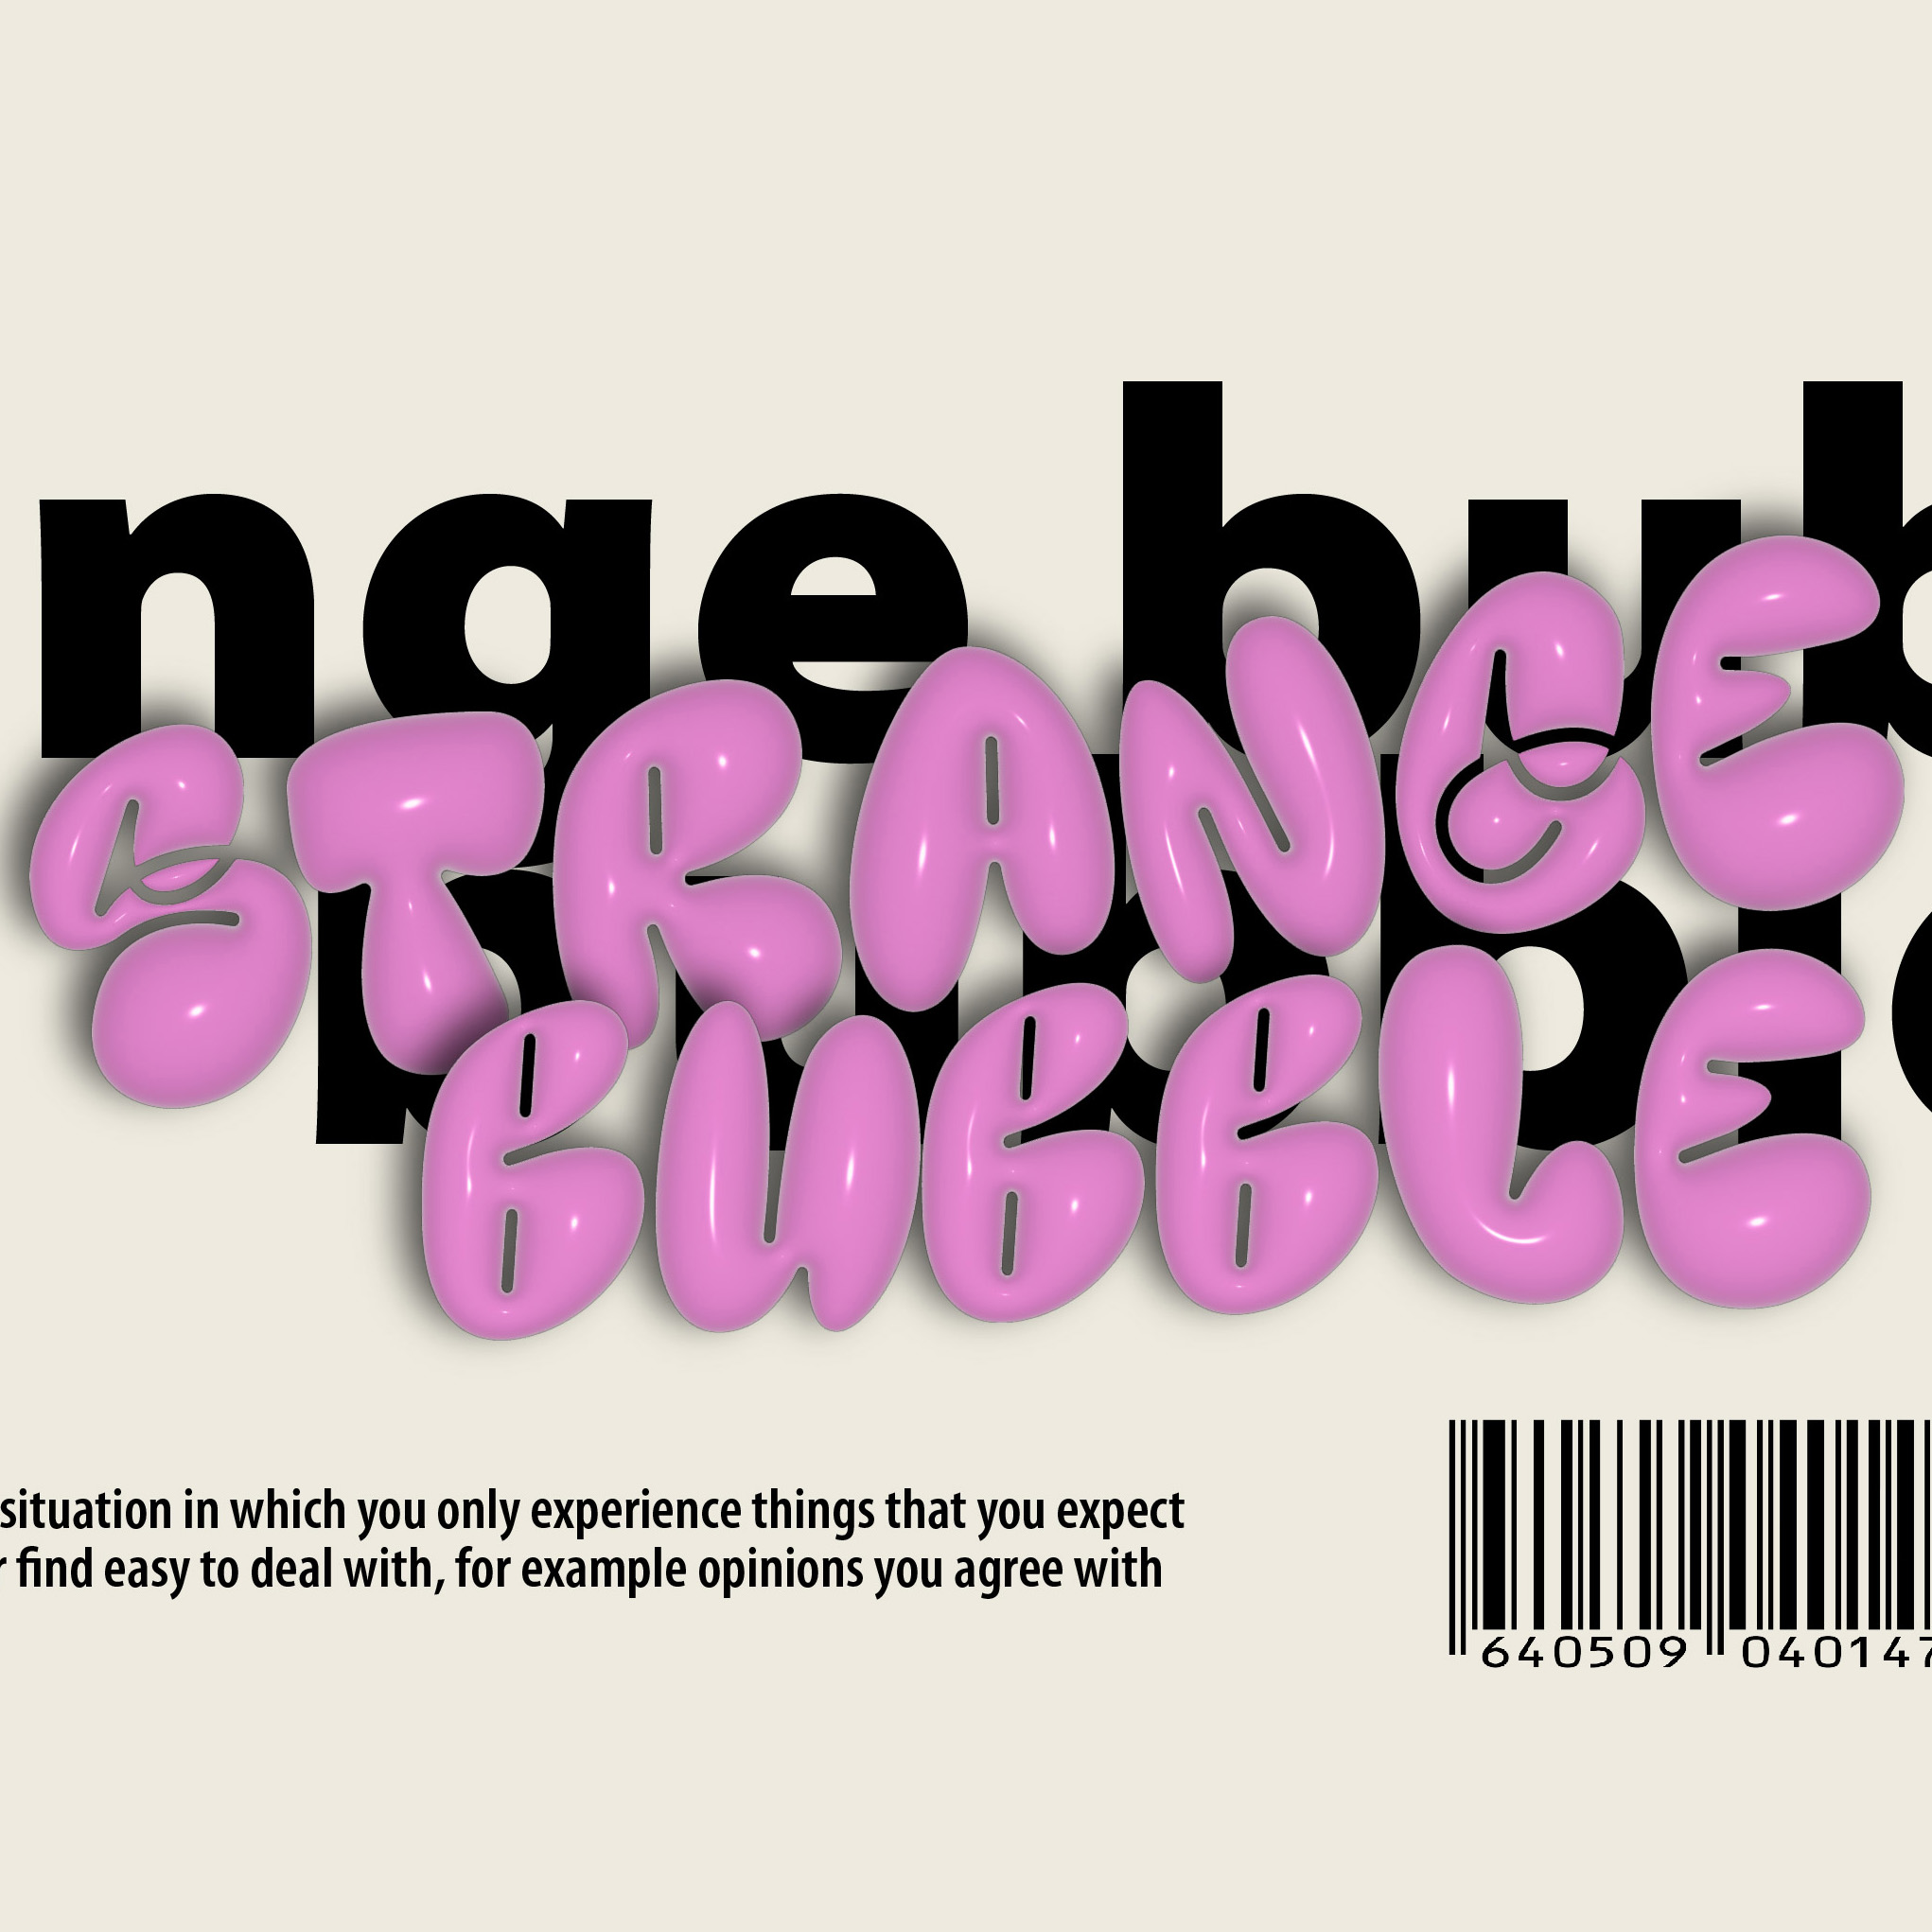 nge bub
STRANGE
BUBBLE
situation in which you only experience things that you expect
find easy to deal with, for example opinions you agree with
640509 040147